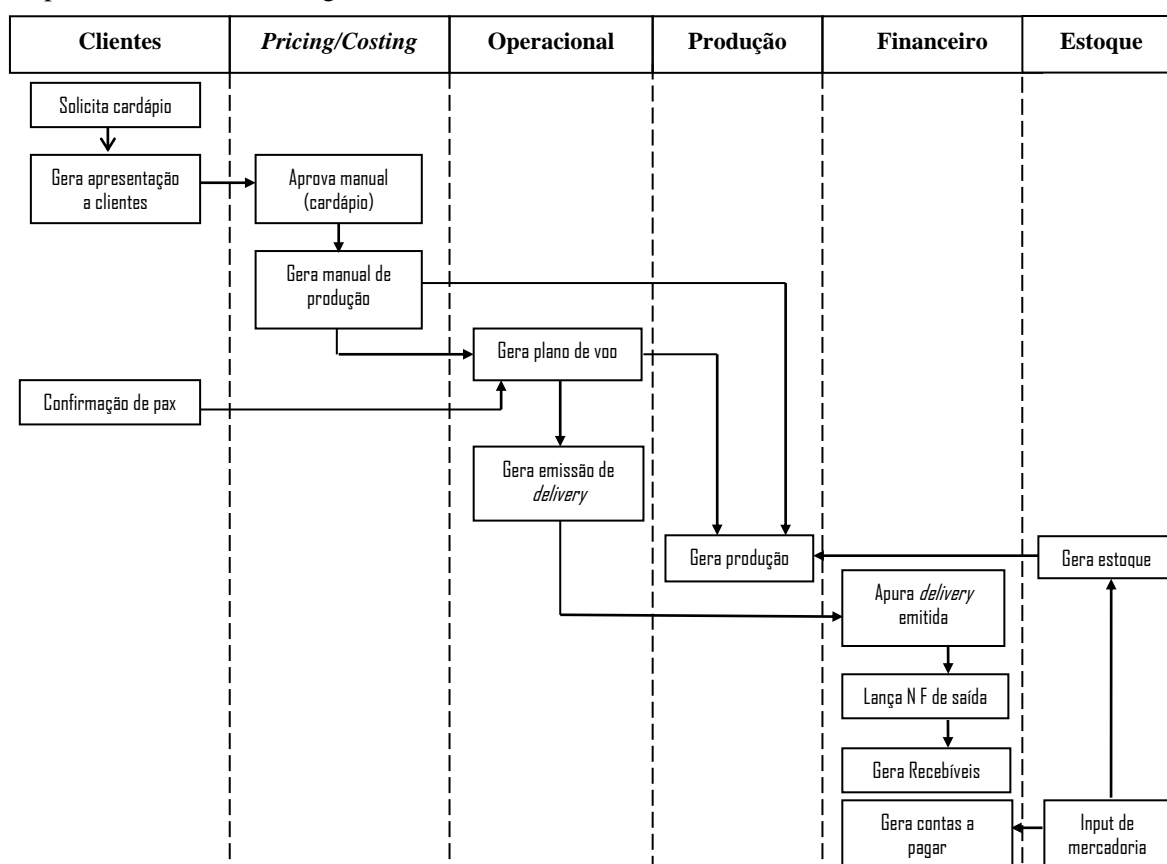 Clientes
Pricing/Costing
Operacional
Produção
Financeiro
Estoque
Solicita cardápio
Gera apresentação
a clientes
Aprova manual
(cardápio)
Gera manual de
produção
Gera plano de voo
Confirmação de pax
Gera emissão de
delivery
Gera produção
Gera estoque
Apura delivery
emitida
Lança N F de saída
Gera Recebíveis
Gera contas a
pagar
Input de
mercadoria